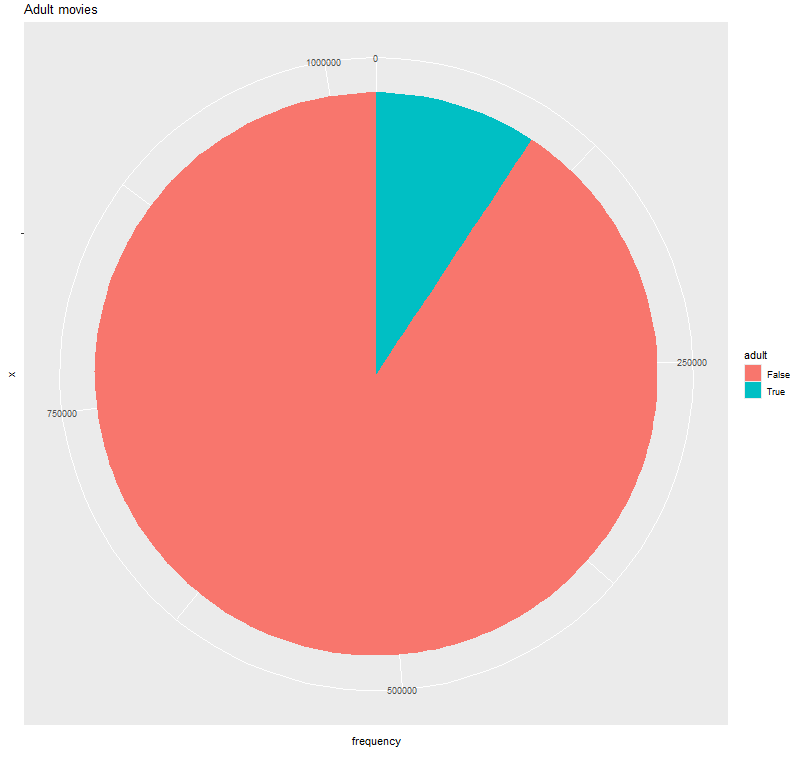 Adult movies
0
1000000
250000
750000
500000
x
frequency
adult
False
True